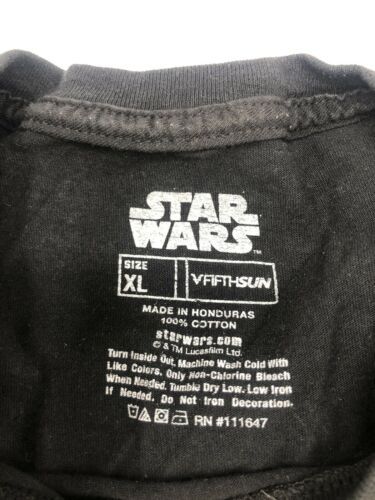 STAR
WARS™
SIZE
XL
FIFTHSUN
MADE IN HONDURAS
100% COTTON
starwars.com
© & TM Lucasfilm Ltd.
Turn Inside Out. Machine Wash Cold With
Like Colors. Only Non-Chlorine Bleach
When Needed. Tumble Dry Low. Low Iron
If Needed. Do Not Iron Decoration.
RN #111647